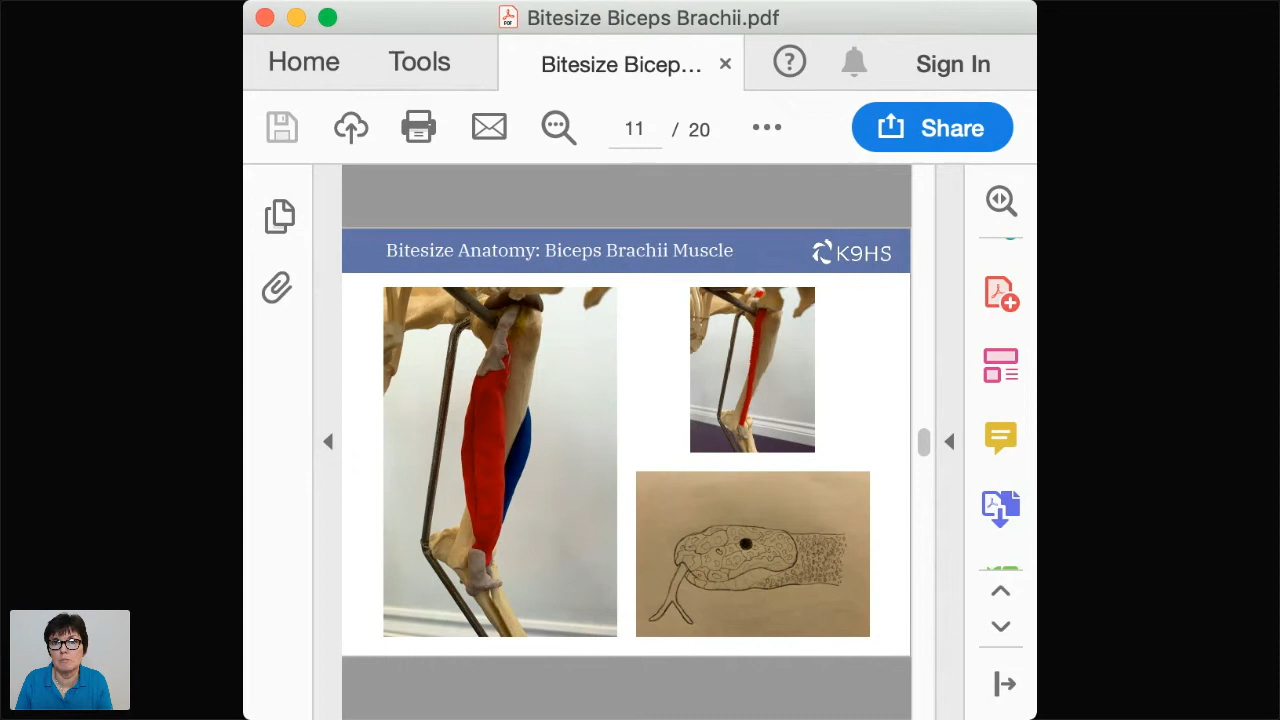 Bitesize Biceps Brachii.pdf
Home
Tools
Bitesize Bicep...
Sign In
11 / 20
Share
Bitesize Anatomy: Biceps Brachii Muscle
K9HS